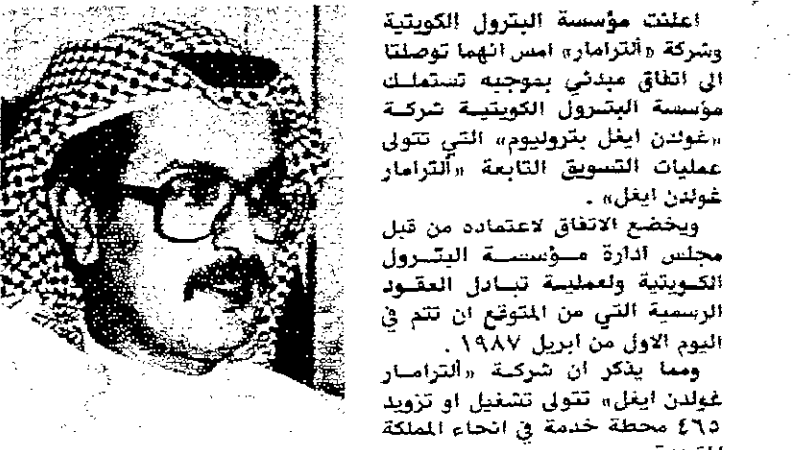 اعلنت مؤسسة البترول الكويتية
وشركة «ألترامار» امس انهما توصلتا
الى اتفاق مبدئي بموجبه تستملك
مؤسسة البترول الكويتية شركة
«غولدن ايغل بتروليوم» التي تتولى
عمليات التسويق التابعة «ألترامار
غولدن ايغل» .
ويخضع الاتفاق لاعتماده من قبل
مجلس ادارة مؤسسة البترول
الكويتية ولعملية تبادل العقود
الرسمية التي من المتوقع ان تتم في
اليوم الاول من ابريل ١٩٨٧ .
ومما يذكر ان شركة «ألترامار
غولدن ايغل» تتولى تشغيل او تزويد
٤٦٥ محطة خدمة في انحاء المملكة